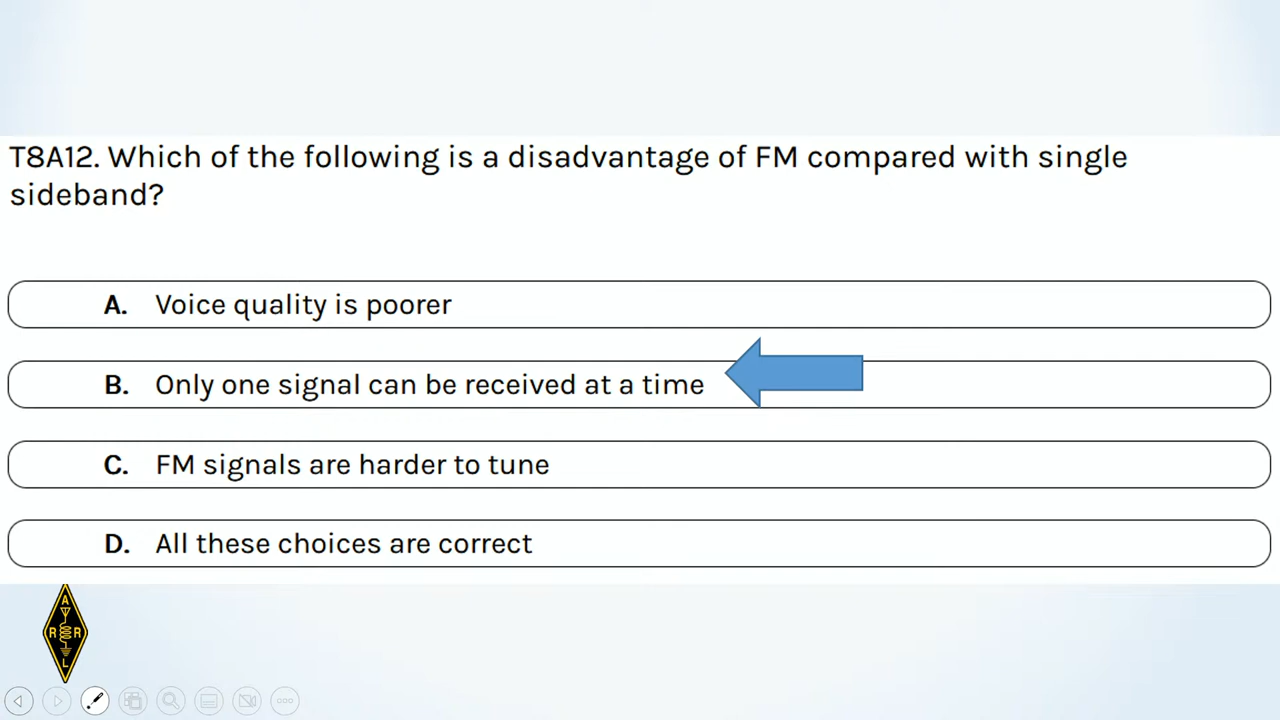 T8A12. Which of the following is a disadvantage of FM compared with single
sideband?
A. Voice quality is poorer
B. Only one signal can be received at a time
C. FM signals are harder to tune
D. All these choices are correct
A
R R
L